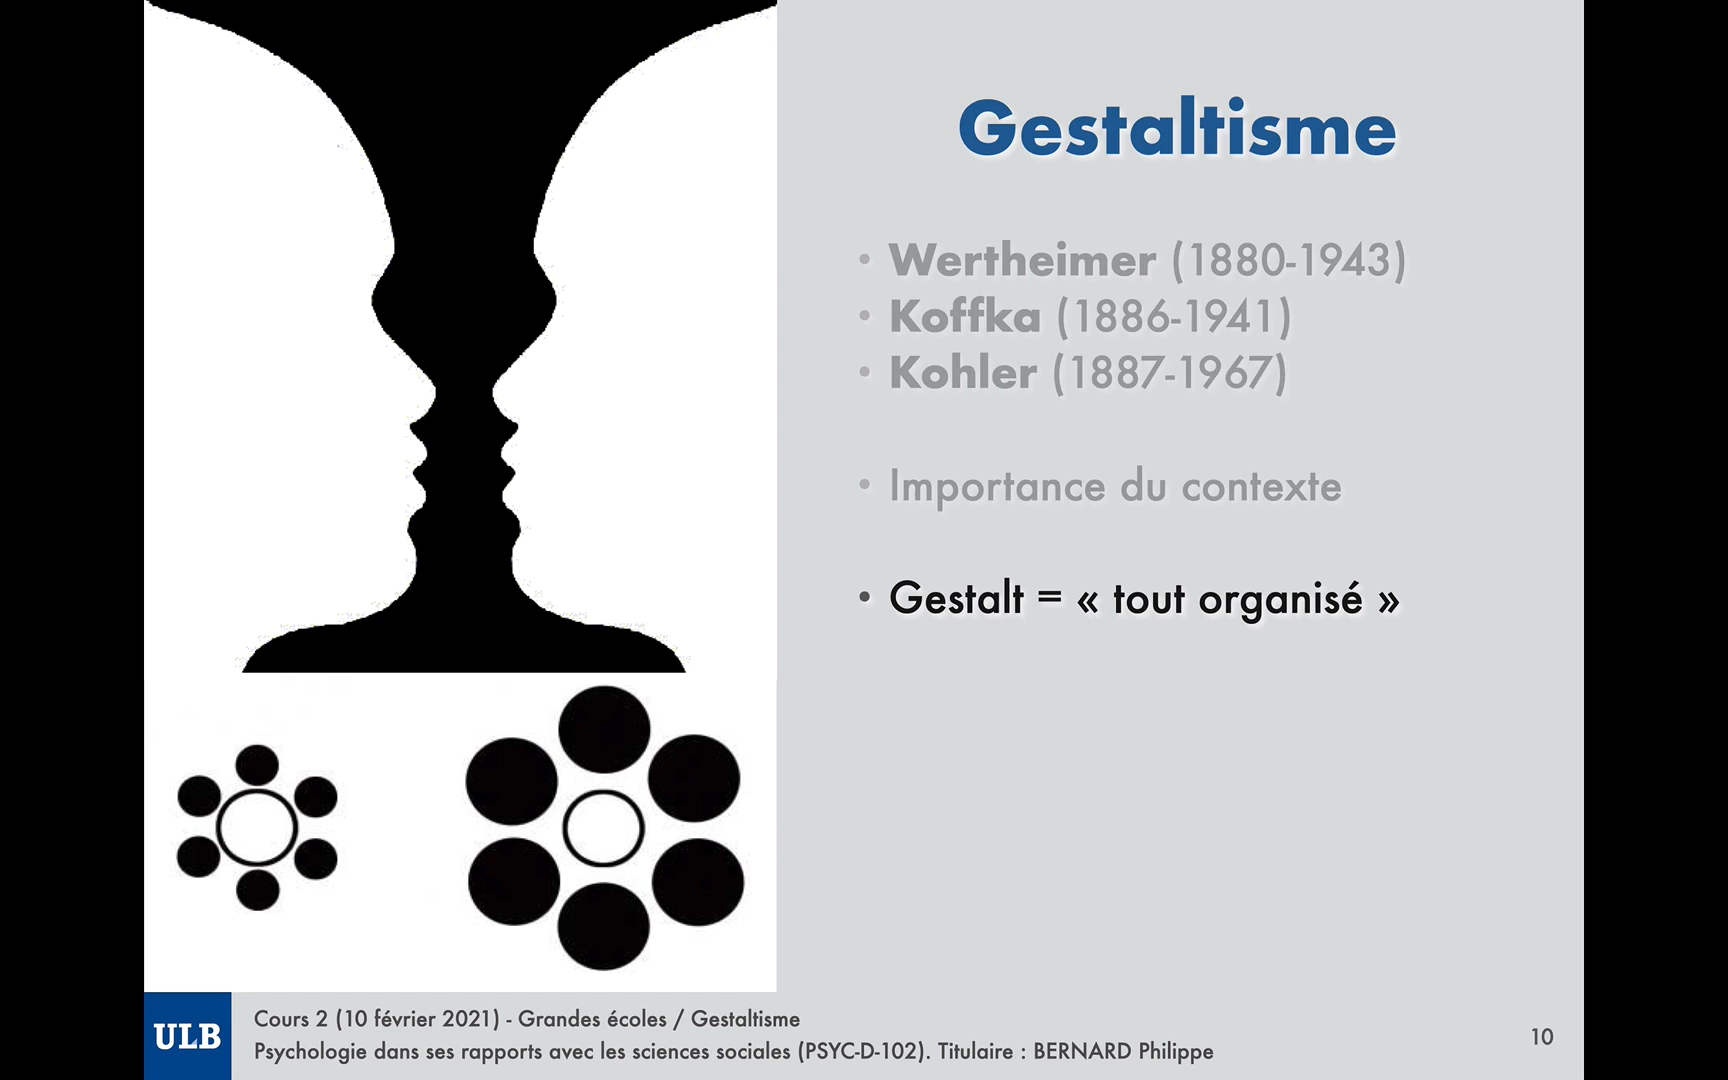 Gestaltisme
• Wertheimer (1880-1943)
• Koffka (1886-1941)
• Kohler (1887-1967)
• Importance du contexte
• Gestalt = « tout organisé »
ULB
Cours 2 (10 février 2021) - Grandes écoles / Gestaltisme
Psychologie dans ses rapports avec les sciences sociales (PSYC-D-102). Titulaire : BERNARD Philippe
10